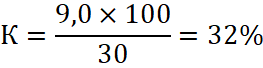 К = 9,0 × 100 / 30 = 32%